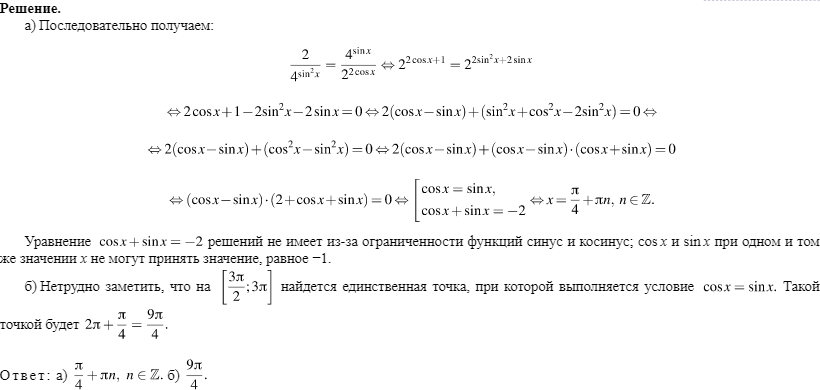 Решение.
а) Последовательно получаем:
$$\frac{2}{4^{\sin^2 x}} = \frac{4^{\sin x}}{2^{2\cos x}} \Leftrightarrow 2^{2\cos x+1} = 2^{2\sin^2 x+2\sin x}$$
$$\Leftrightarrow 2\cos x+1-2\sin^2 x-2\sin x=0 \Leftrightarrow 2(\cos x-\sin x)+(\sin^2 x+\cos^2 x-2\sin^2 x)=0 \Leftrightarrow$$
$$\Leftrightarrow 2(\cos x-\sin x)+(\cos^2 x-\sin^2 x)=0 \Leftrightarrow 2(\cos x-\sin x)+(\cos x-\sin x)\cdot(\cos x+\sin x)=0$$
$$\Leftrightarrow (\cos x-\sin x)\cdot(2+\cos x+\sin x)=0 \Leftrightarrow \left[\begin{array}{l}\cos x=\sin x,\\ \cos x+\sin x=-2\end{array}\right. \Leftrightarrow x=\frac{\pi}{4}+\pi n,\ n\in\mathbb{Z}.$$
Уравнение $\cos x+\sin x=-2$ решений не имеет из-за ограниченности функций синус и косинус; $\cos x$ и $\sin x$ при одном и том
же значении $x$ не могут принять значение, равное −1.
б) Нетрудно заметить, что на $\left[\frac{3\pi}{2};3\pi\right]$ найдется единственная точка, при которой выполняется условие $\cos x=\sin x$. Такой
точкой будет $2\pi+\frac{\pi}{4}=\frac{9\pi}{4}$.
Ответ: а) $\frac{\pi}{4}+\pi n,\ n\in\mathbb{Z}$. б) $\frac{9\pi}{4}$.